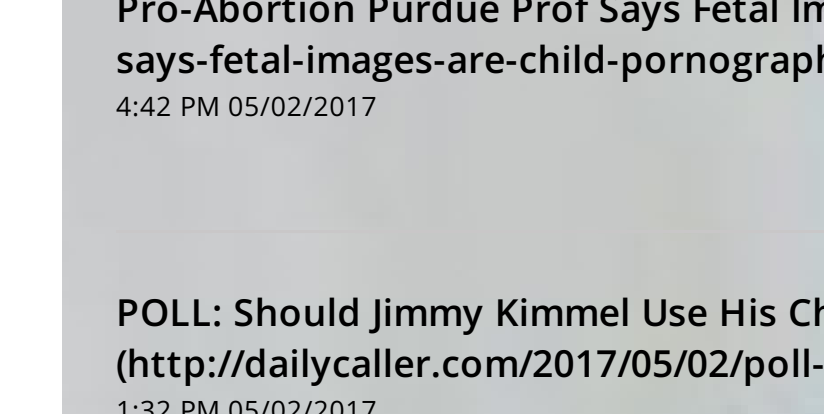 Pro-Abortion Purdue Prof Says Fetal
says-fetal-images-are-child-pornograph
4:42 PM 05/02/2017
POLL: Should Jimmy Kimmel Use His Ch
(http://dailycaller.com/2017/05/02/poll-
1:32 PM 05/02/2017